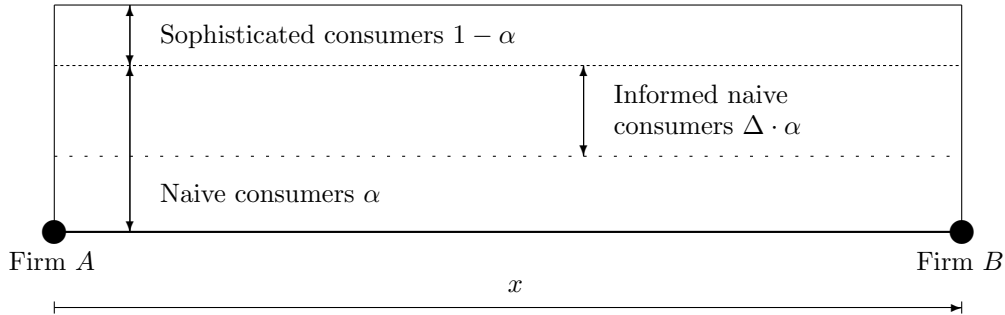 Sophisticated consumers 1 − α
Informed naive
consumers Δ · α
Naive consumers α
Firm A
Firm B
x